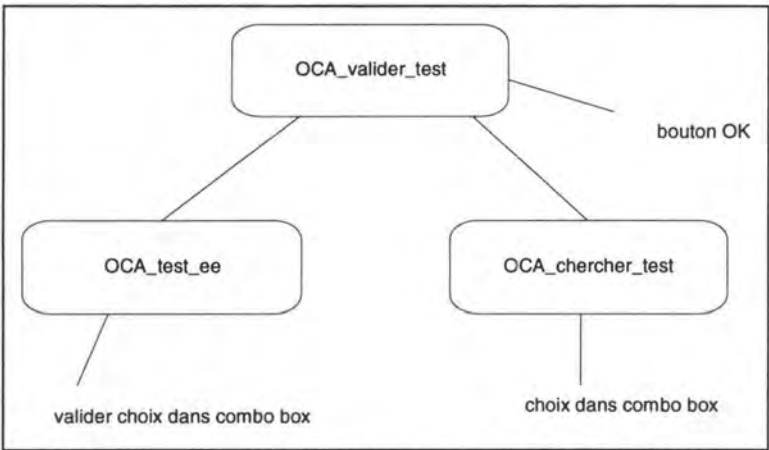 OCA_valider_test
bouton OK
OCA_test_ee
OCA_chercher_test
valider choix dans combo box
choix dans combo box